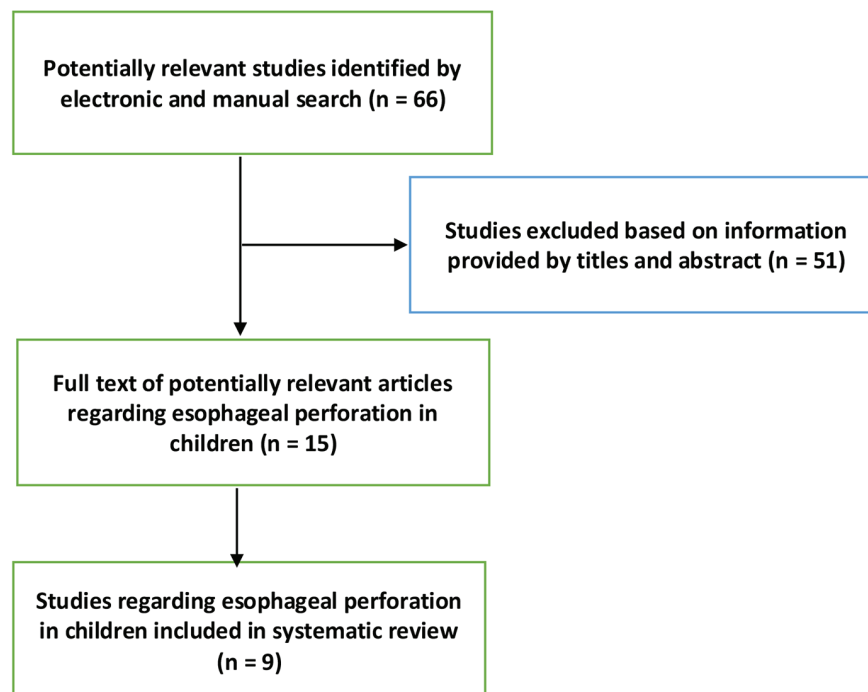 Potentially relevant studies identified by
electronic and manual search (n = 66)
Studies excluded based on information
provided by titles and abstract (n = 51)
Full text of potentially relevant articles
regarding esophageal perforation in
children (n = 15)
Studies regarding esophageal perforation
in children included in systematic review
(n = 9)